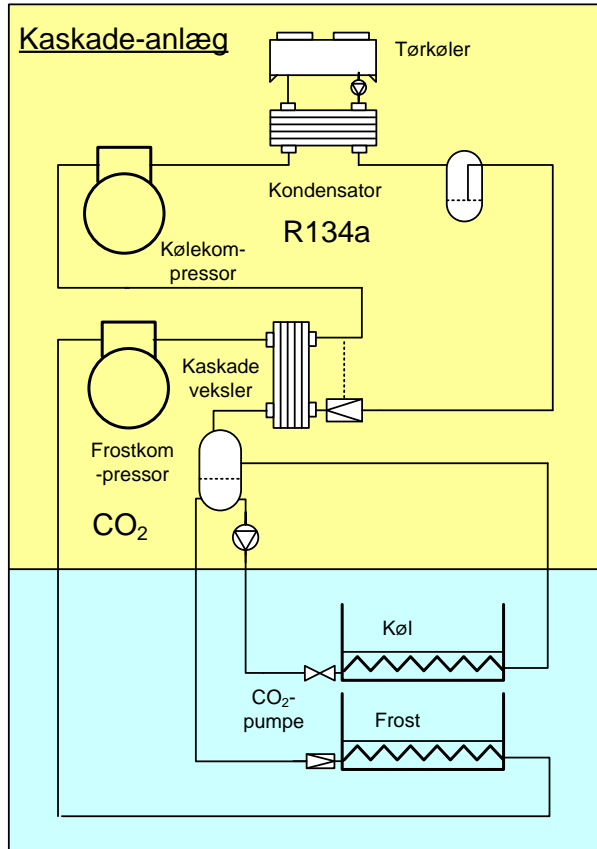 Kaskade-anlæg
Tørkøler
Kondensator
R134a
Kølekom-
pressor
Kaskade
veksler
Frostkom
-pressor
CO₂
Køl
CO₂-
pumpe
Frost